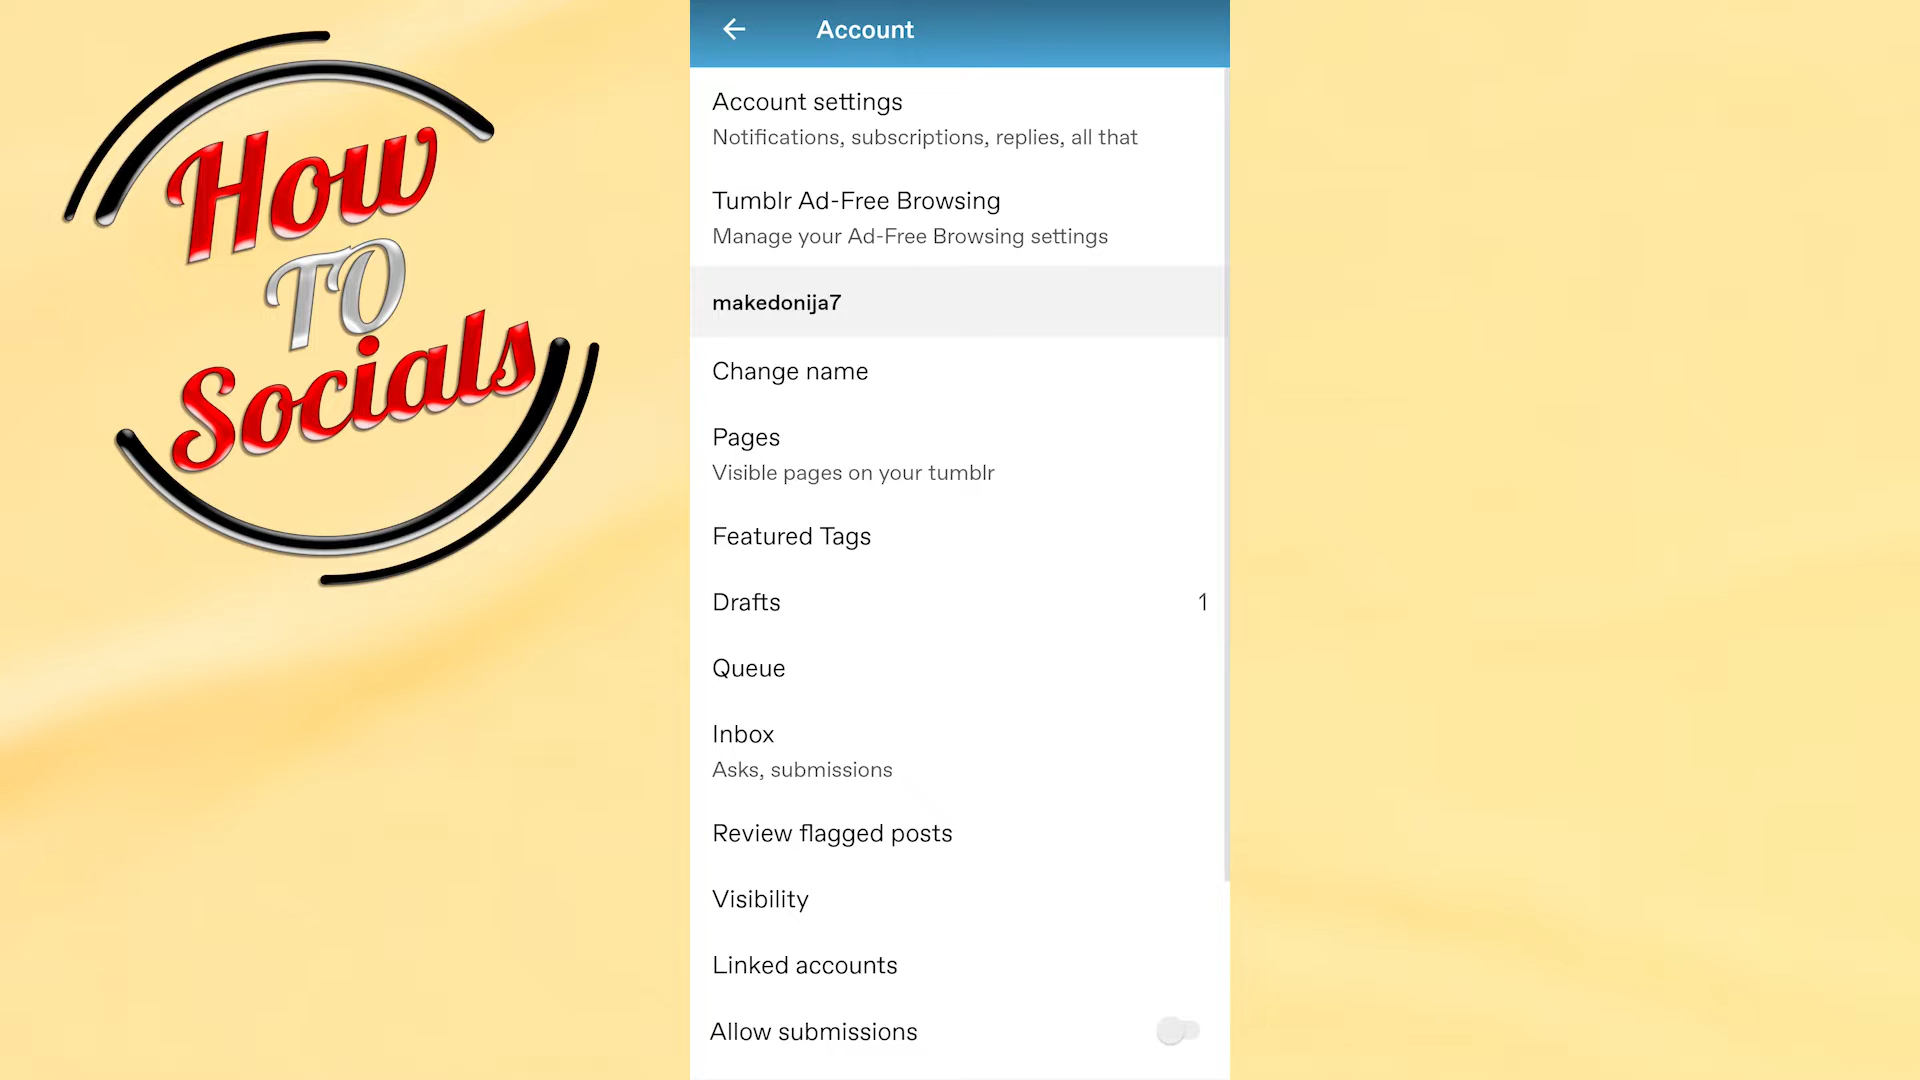 How
TO
Socials
Account
Account settings
Notifications, subscriptions, replies, all that
Tumblr Ad-Free Browsing
Manage your Ad-Free Browsing settings
makedonija7
Change name
Pages
Visible pages on your tumblr
Featured Tags
Drafts 1
Queue
Inbox
Asks, submissions
Review flagged posts
Visibility
Linked accounts
Allow submissions